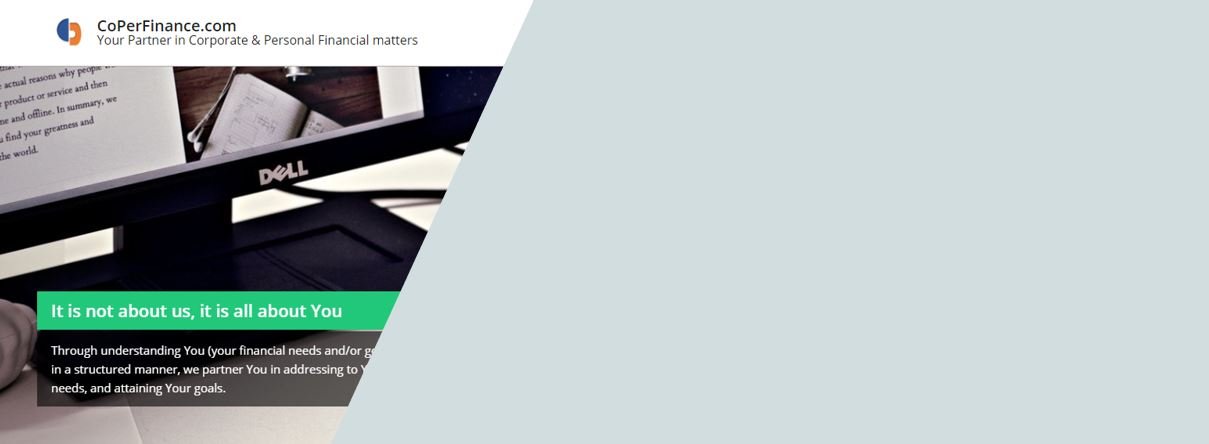 CoPerFinance.com
Your Partner in Corporate & Personal Financial matters
actual reasons why people
product or service and then
ne and offline. In summary, we
find your greatness and
the world.
DELL
It is not about us, it is all about You
Through understanding You (your financial needs and/or
in a structured manner, we partner You in addressing to
needs, and attaining Your goals.